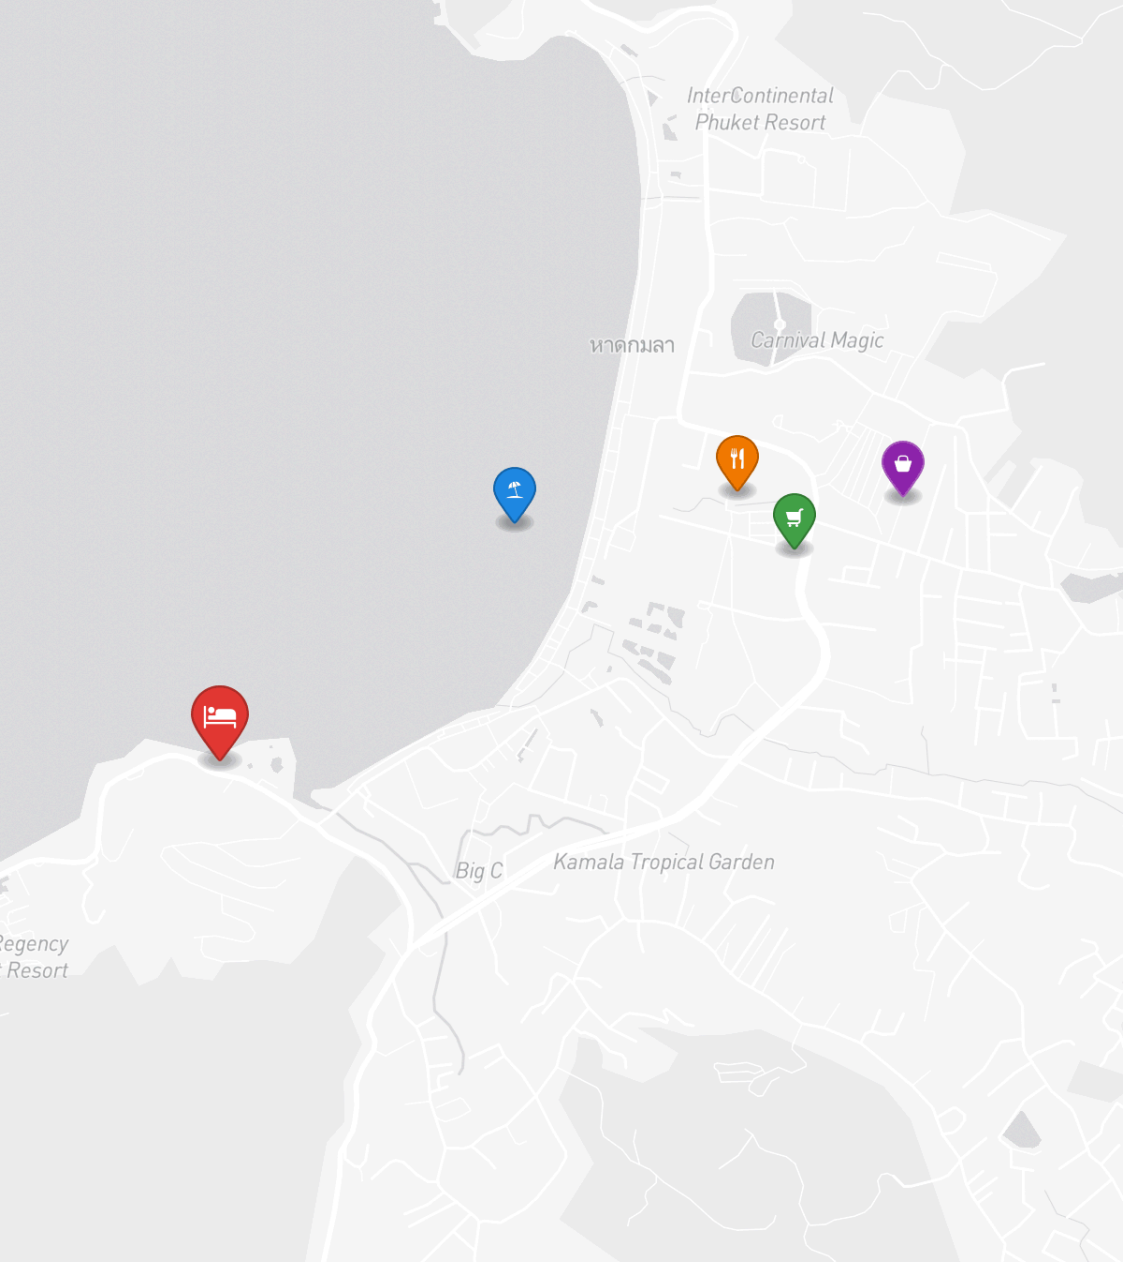 InterContinental
Phuket Resort
หาดกมลา
Carnival Magic
Big C
Kamala Tropical Garden
Regency
Resort